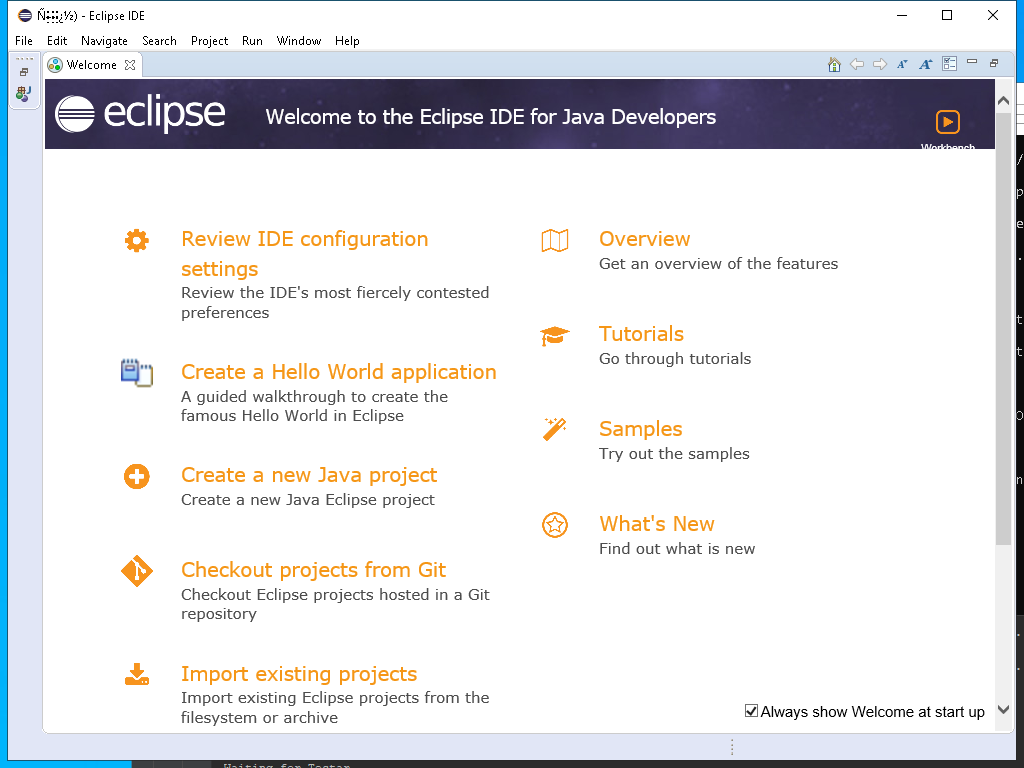 - Eclipse IDE
File Edit Navigate Search Project Run Window Help
Welcome
eclipse
Welcome to the Eclipse IDE for Java Developers
Workbench
Review IDE configuration
settings
Review the IDE's most fiercely contested
preferences
Create a Hello World application
A guided walkthrough to create the
famous Hello World in Eclipse
Create a new Java project
Create a new Java Eclipse project
Checkout projects from Git
Checkout Eclipse projects hosted in a Git
repository
Import existing projects
Import existing Eclipse projects from the
filesystem or archive
Overview
Get an overview of the features
Tutorials
Go through tutorials
Samples
Try out the samples
What's New
Find out what is new
Always show Welcome at start up
Waiting for Testar